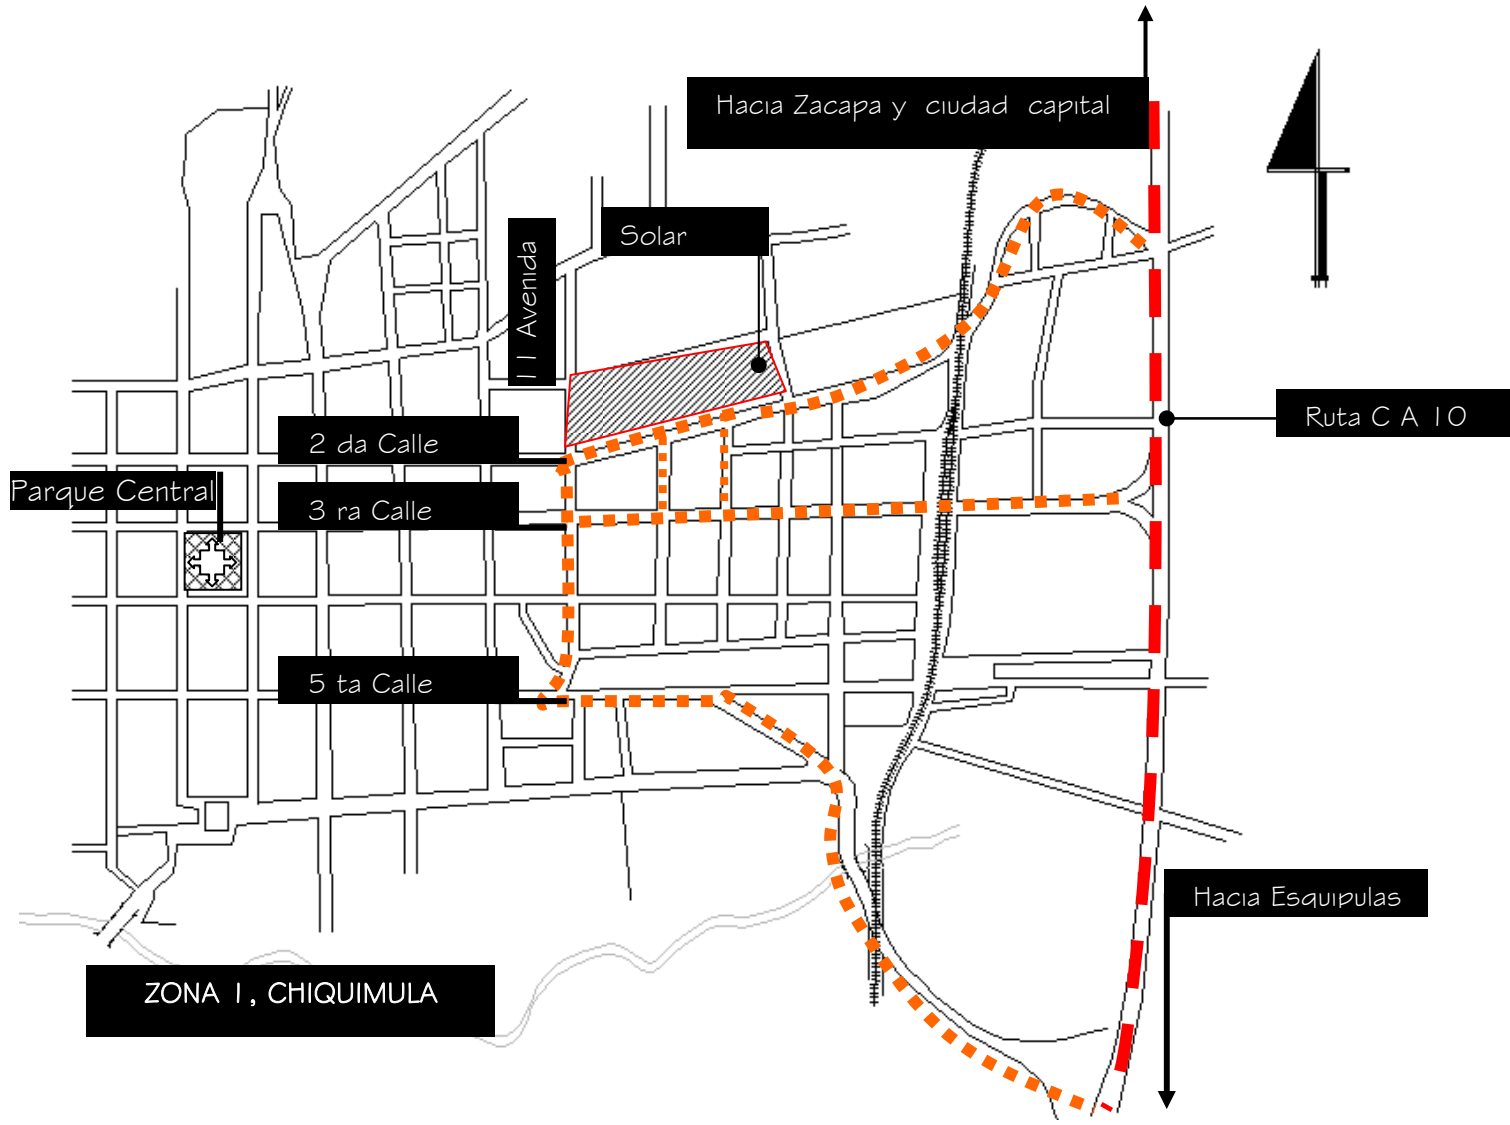 Hacia Zacapa y ciudad capital
Solar
11 Avenida
Ruta C A 10
2 da Calle
Parque Central
3 ra Calle
5 ta Calle
Hacia Esquipulas
ZONA 1, CHIQUIMULA